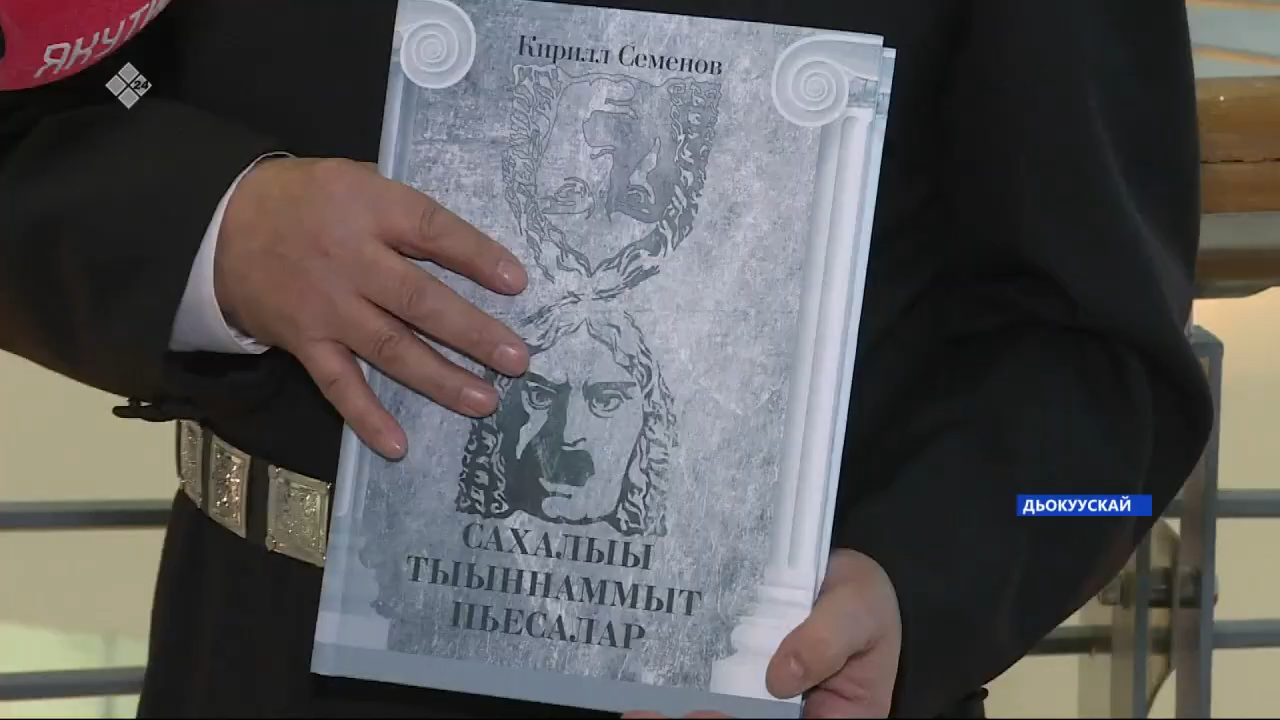 ЯКУТИ
24
Кирилл Семенов
САХАЛЫЫ
ТЫЫННАММЫТ
ПЬЕСАЛАР
ДЬОКУУСКАЙ